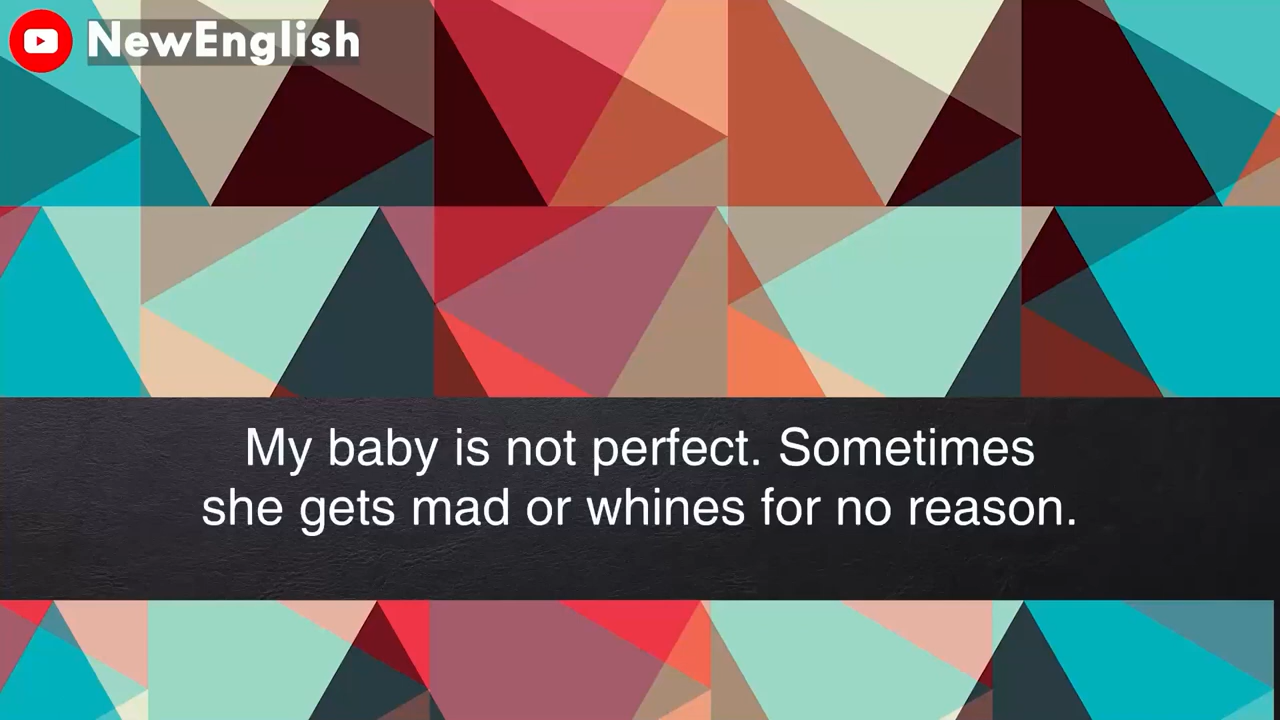 NewEnglish
My baby is not perfect. Sometimes
she gets mad or whines for no reason.